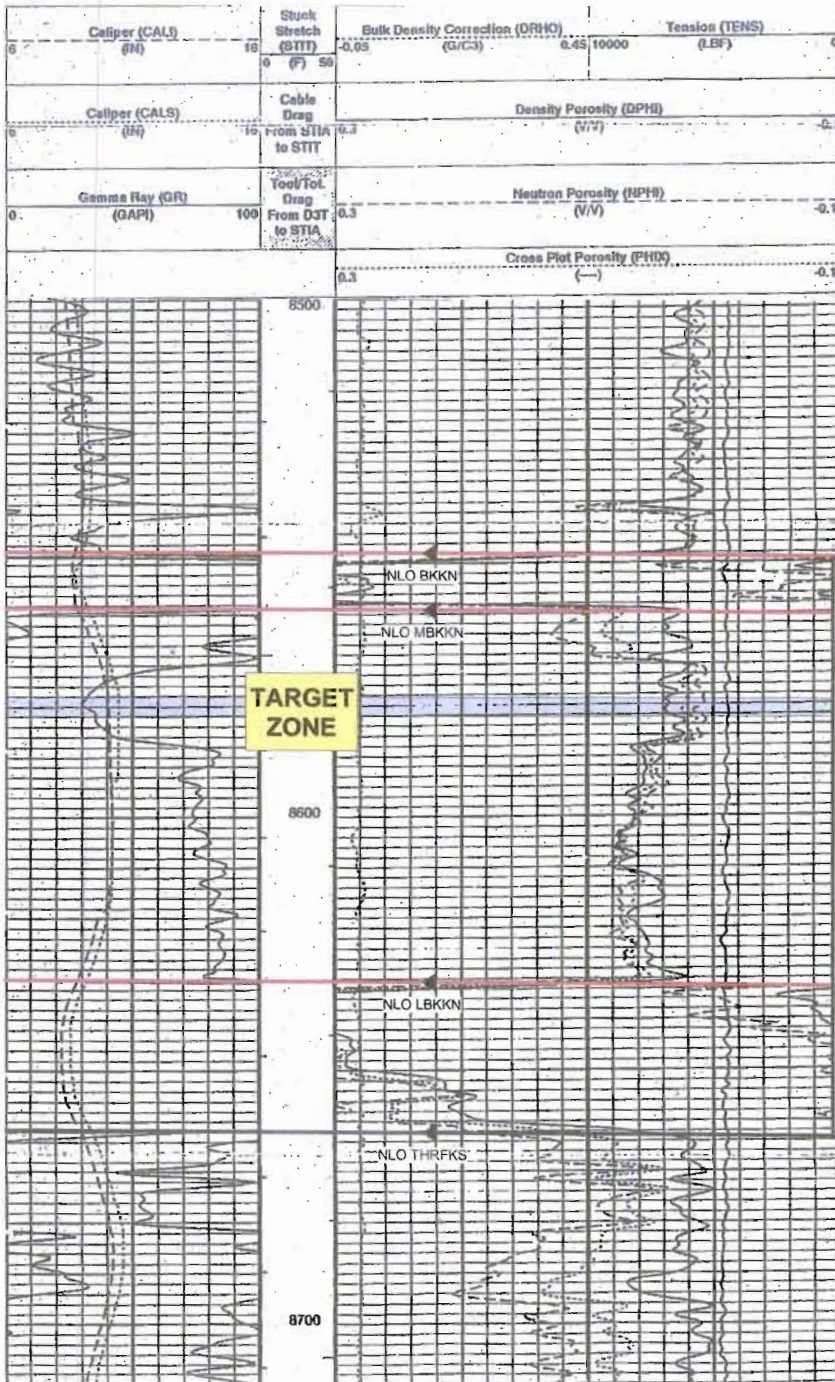 Caliper (CALI)
6 (IN) 16
Stuck
Stretch
(STIT)
0 (F) 50
Bulk Density Correction (DRHO)
-0.05 (G/C3) 0.45
Tension (TENS)
10000 (LBF) 0
Caliper (CALS)
6 (IN) 16
Cable
Drag
From STIA
to STIT
Density Porosity (DPHI)
0.3 (V/V)
Gamma Ray (GR)
0 (GAPI) 100
Tool/Tot.
Drag
From D3T
to STIA
Neutron Porosity (NPHI)
0.3 (V/V) -0.1
Cross Plot Porosity (PHIX)
0.3 (----) -0.1
8500
NLO BKKN
NLO MBKKN
TARGET
ZONE
8600
NLO LBKKN
NLO THRFKS
8700